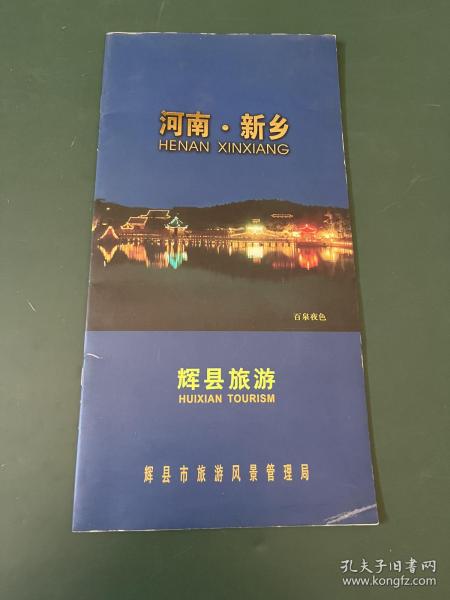 河南·新乡
HENAN XINXIANG
百泉夜色
辉县旅游
HUIXIAN TOURISM
辉县市旅游风景管理局
孔夫子旧书网
www.kongfz.com